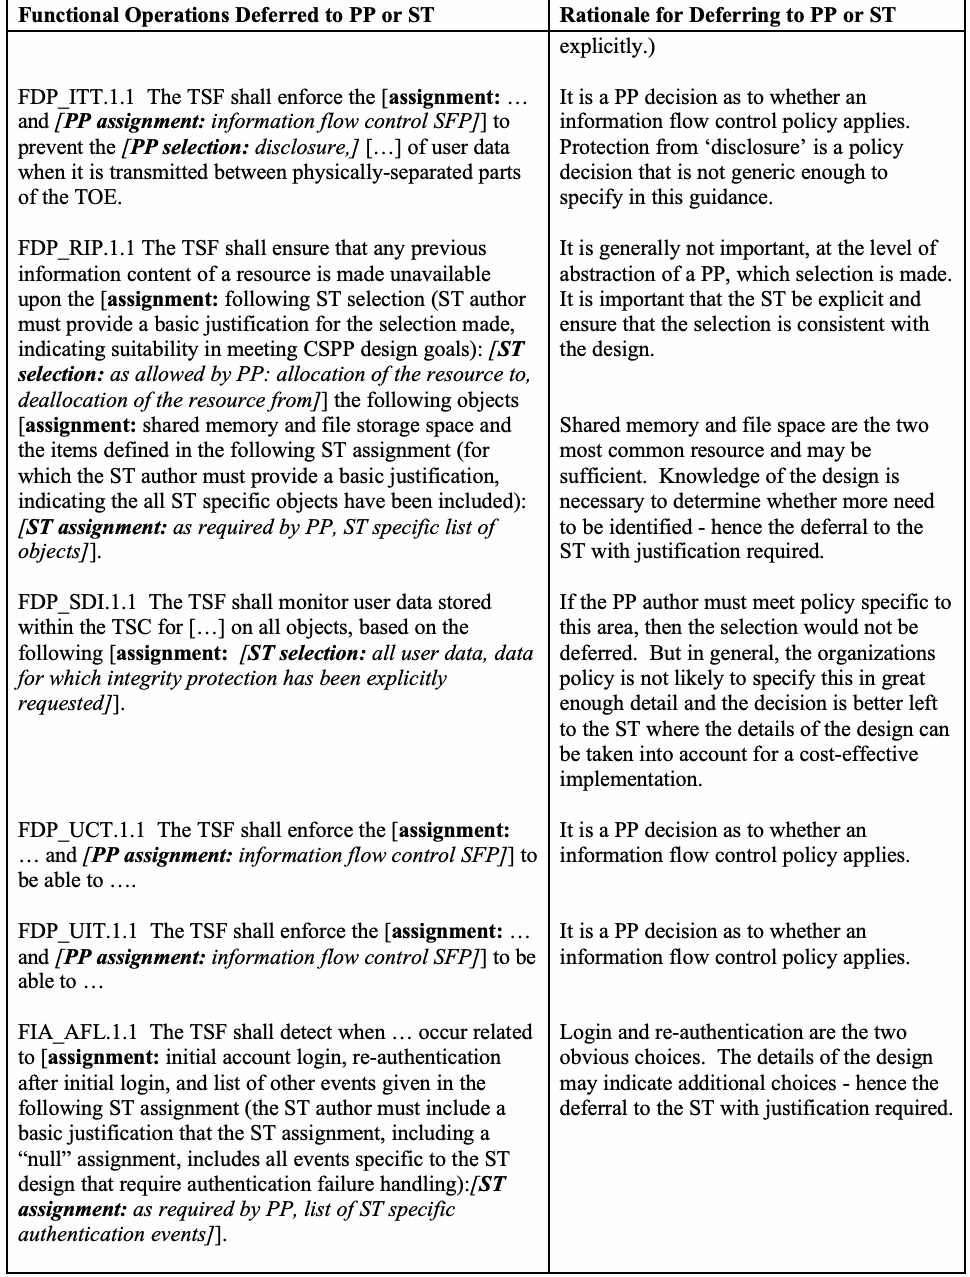 Functional Operations Deferred to PP or ST
Rationale for Deferring to PP or ST
explicitly.)
FDP_ITT.1.1  The TSF shall enforce the [assignment: …
and [PP assignment: information flow control SFP]] to
prevent the [PP selection: disclosure,] […] of user data
when it is transmitted between physically-separated parts
of the TOE.
It is a PP decision as to whether an
information flow control policy applies.
Protection from ‘disclosure’ is a policy
decision that is not generic enough to
specify in this guidance.
FDP_RIP.1.1 The TSF shall ensure that any previous
information content of a resource is made unavailable
upon the [assignment: following ST selection (ST author
must provide a basic justification for the selection made,
indicating suitability in meeting CSPP design goals): [ST
selection: as allowed by PP: allocation of the resource to,
deallocation of the resource from]] the following objects
[assignment: shared memory and file storage space and
the items defined in the following ST assignment (for
which the ST author must provide a basic justification,
indicating the all ST specific objects have been included):
[ST assignment: as required by PP, ST specific list of
objects]].
It is generally not important, at the level of
abstraction of a PP, which selection is made.
It is important that the ST be explicit and
ensure that the selection is consistent with
the design.
Shared memory and file space are the two
most common resource and may be
sufficient.  Knowledge of the design is
necessary to determine whether more need
to be identified - hence the deferral to the
ST with justification required.
FDP_SDI.1.1  The TSF shall monitor user data stored
within the TSC for […] on all objects, based on the
following [assignment:  [ST selection: all user data, data
for which integrity protection has been explicitly
requested]].
If the PP author must meet policy specific to
this area, then the selection would not be
deferred.  But in general, the organizations
policy is not likely to specify this in great
enough detail and the decision is better left
to the ST where the details of the design can
be taken into account for a cost-effective
implementation.
FDP_UCT.1.1  The TSF shall enforce the [assignment:
… and [PP assignment: information flow control SFP]] to
be able to ….
It is a PP decision as to whether an
information flow control policy applies.
FDP_UIT.1.1  The TSF shall enforce the [assignment: …
and [PP assignment: information flow control SFP]] to be
able to …
It is a PP decision as to whether an
information flow control policy applies.
FIA_AFL.1.1  The TSF shall detect when … occur related
to [assignment: initial account login, re-authentication
after initial login, and list of other events given in the
following ST assignment (the ST author must include a
basic justification that the ST assignment, including a
“null” assignment, includes all events specific to the ST
design that require authentication failure handling):[ST
assignment: as required by PP, list of ST specific
authentication events]].
Login and re-authentication are the two
obvious choices.  The details of the design
may indicate additional choices - hence the
deferral to the ST with justification required.